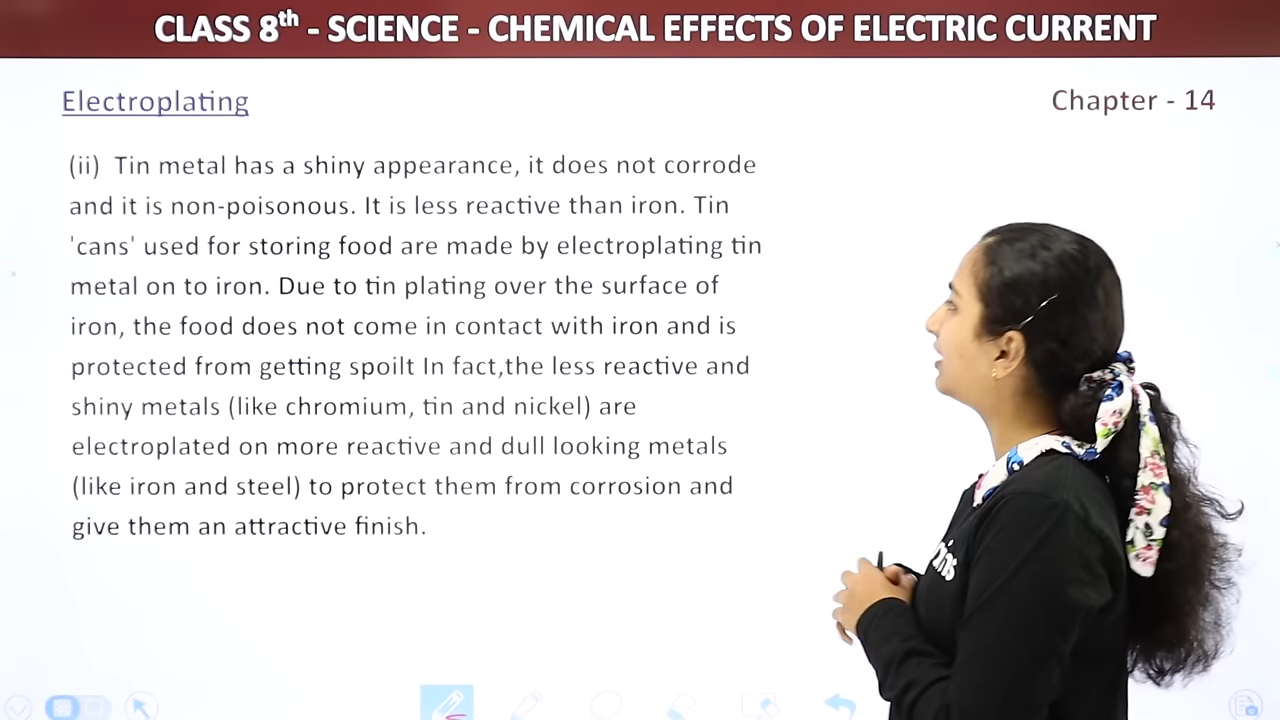 CLASS 8th - SCIENCE - CHEMICAL EFFECTS OF ELECTRIC CURRENT
Electroplating
Chapter - 14
(ii) Tin metal has a shiny appearance, it does not corrode
and it is non-poisonous. It is less reactive than iron. Tin
'cans' used for storing food are made by electroplating tin
metal on to iron. Due to tin plating over the surface of
iron, the food does not come in contact with iron and is
protected from getting spoilt In fact,the less reactive and
shiny metals (like chromium, tin and nickel) are
electroplated on more reactive and dull looking metals
(like iron and steel) to protect them from corrosion and
give them an attractive finish.